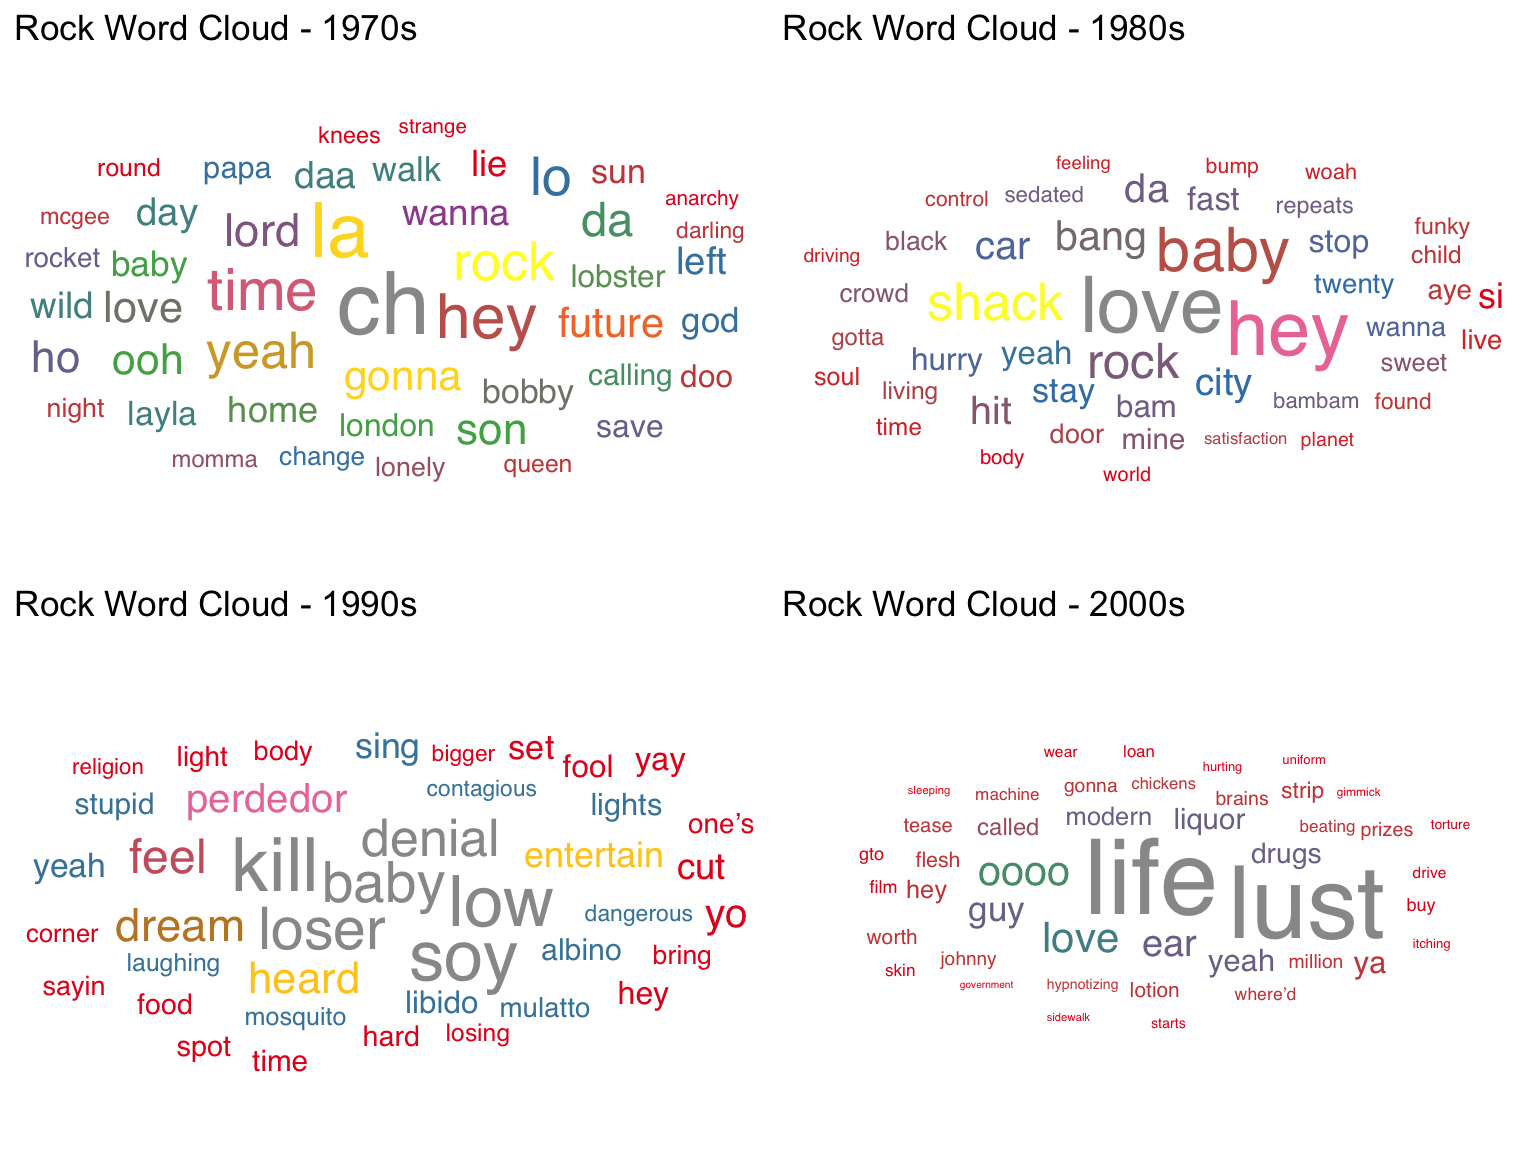 Rock Word Cloud - 1970s
knees strange
round papa daa walk lie lo sun
anarchy
mcgee day lord la wanna da darling
rocket baby time rock lobster left
wild love ch hey future god
ho ooh yeah gonna bobby calling doo
night layla home london son save
momma change lonely queen
Rock Word Cloud - 1980s
feeling bump woah
control sedated da fast repeats
driving black car bang baby stop funky
child
crowd shack love hey twenty aye si
gotta hurry yeah rock wanna live
soul living stay city sweet
time hit bam bambam found
door mine satisfaction planet
body world
Rock Word Cloud - 1990s
religion light body sing bigger set fool yay
stupid perdedor contagious lights
one's
yeah feel kill denial entertain cut
baby low
corner dream loser dangerous yo
sayin laughing heard soy albino bring
food mosquito libido mulatto hey
spot time hard losing
Rock Word Cloud - 2000s
wear loan hurting uniform
sleeping machine gonna chickens brains strip gimmick
tease called modern liquor beating prizes torture
gto flesh oooo life drugs
film hey guy lust drive
buy
worth johnny love ear yeah million ya itching
skin government hypnotizing lotion where'd
sidewalk starts